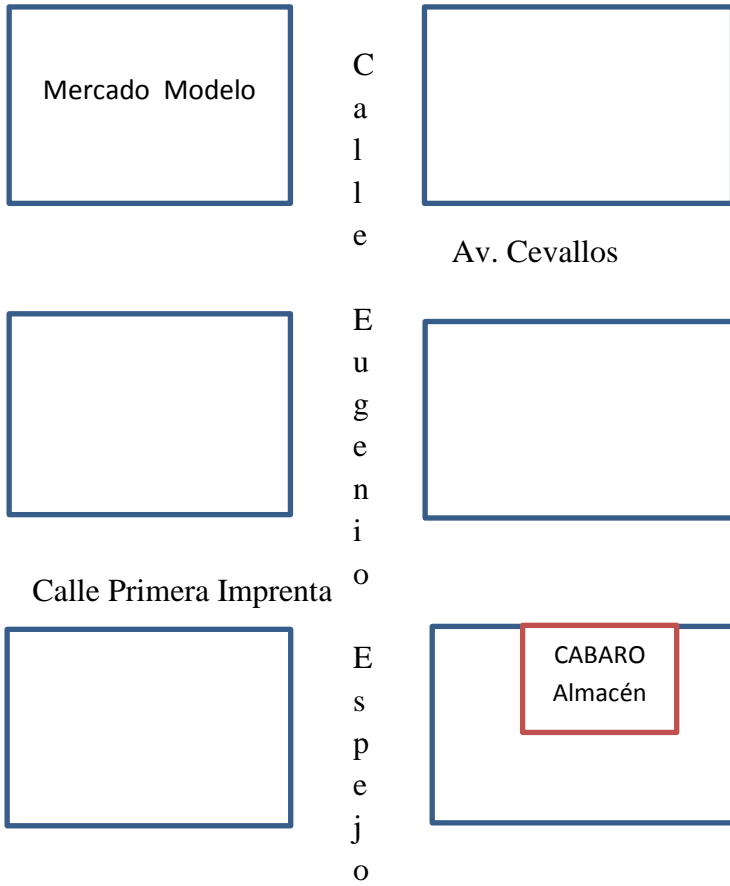 Mercado Modelo
Calle Eugenio Espejo
Av. Cevallos
Calle Primera Imprenta
CABARO
Almacén